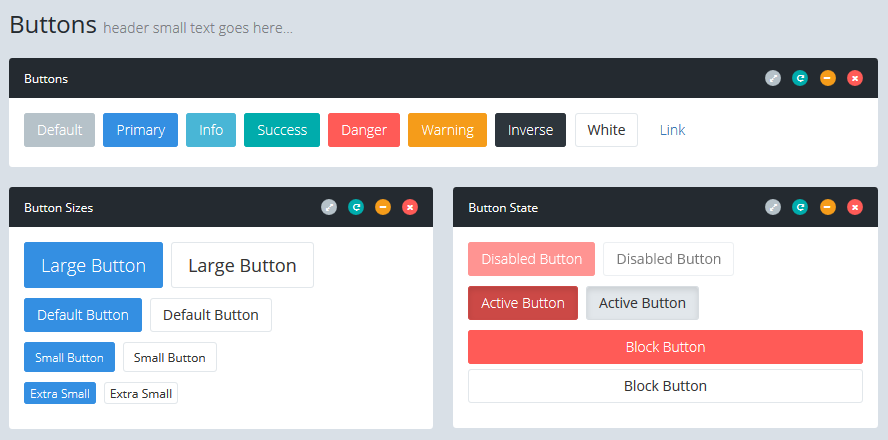 Buttons header small text goes here...
Buttons
Default Primary Info Success Danger Warning Inverse White Link
Button Sizes
Large Button Large Button
Default Button Default Button
Small Button Small Button
Extra Small Extra Small
Button State
Disabled Button Disabled Button
Active Button Active Button
Block Button
Block Button